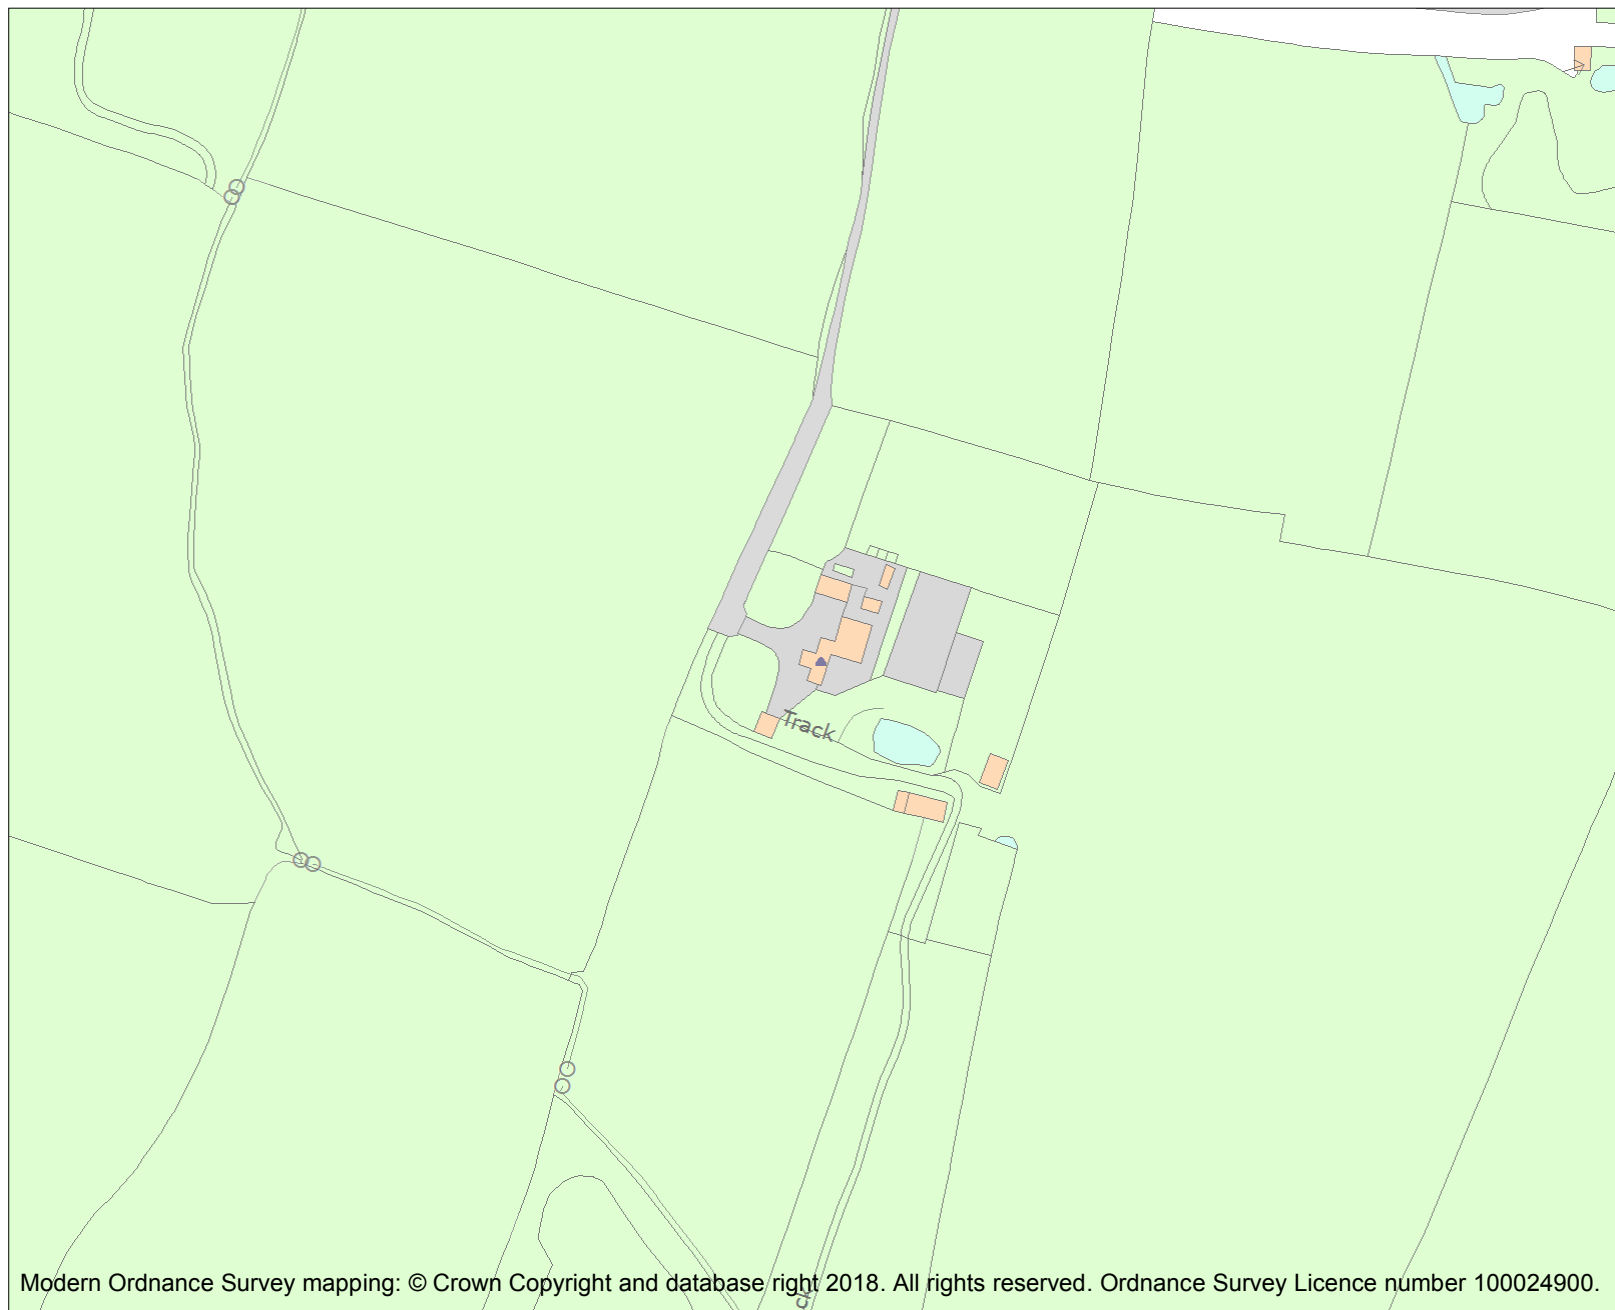 Track
Modern Ordnance Survey mapping: © Crown Copyright and database right 2018. All rights reserved. Ordnance Survey Licence number 100024900.